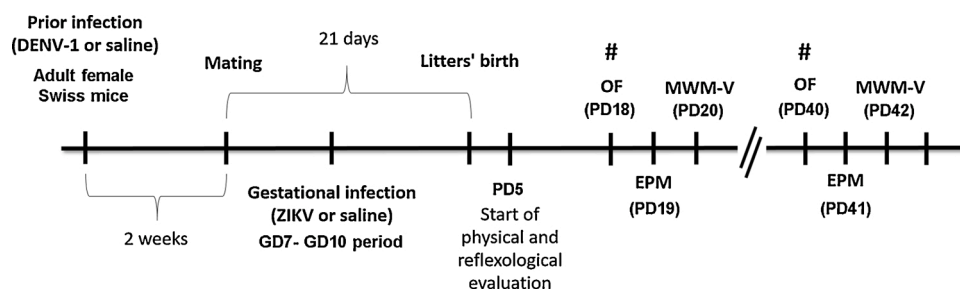 Prior infection
(DENV-1 or saline)
Adult female
Swiss mice
2 weeks
Mating
21 days
Litters' birth
Gestational infection
(ZIKV or saline)
GD7- GD10 period
PD5
Start of
physical and
reflexological
evaluation
#
OF
(PD18)
EPM
(PD19)
MWM-V
(PD20)
#
OF
(PD40)
EPM
(PD41)
MWM-V
(PD42)